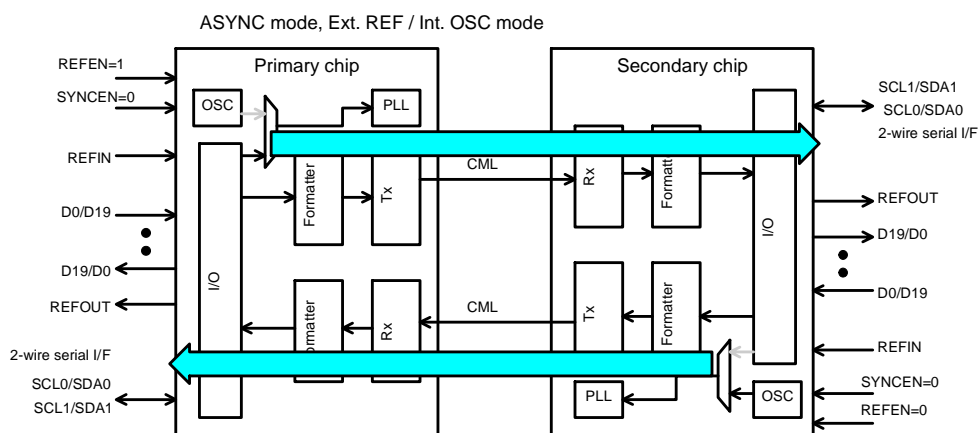 ASYNC mode, Ext. REF / Int. OSC mode
Primary chip
Secondary chip
REFEN=1
SYNCEN=0
REFIN
D0/D19
D19/D0
REFOUT
2-wire serial I/F
SCL0/SDA0
SCL1/SDA1
OSC
PLL
I/O
Formatter
Tx
Formatter
Rx
CML
CML
Rx
Formatter
Tx
Formatter
I/O
PLL
OSC
SCL1/SDA1
SCL0/SDA0
2-wire serial I/F
REFOUT
D19/D0
D0/D19
REFIN
SYNCEN=0
REFEN=0